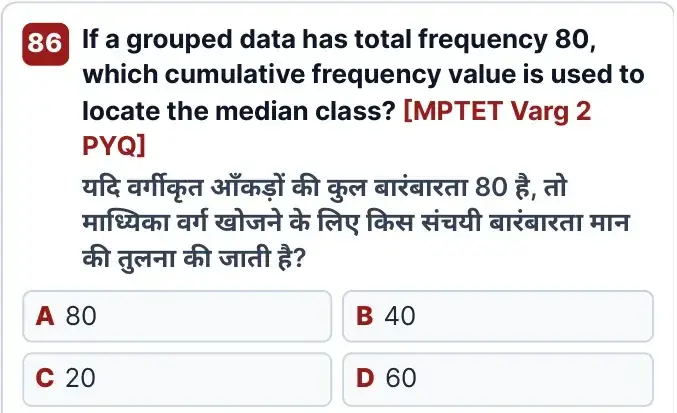 86 If a grouped data has total frequency 80,
which cumulative frequency value is used to
locate the median class? [MPTET Varg 2
PYQ]
यदि वर्गीकृत आँकड़ों की कुल बारंबारता 80 है, तो
माध्यिका वर्ग खोजने के लिए किस संचयी बारंबारता मान
की तुलना की जाती है?
A 80
B 40
C 20
D 60